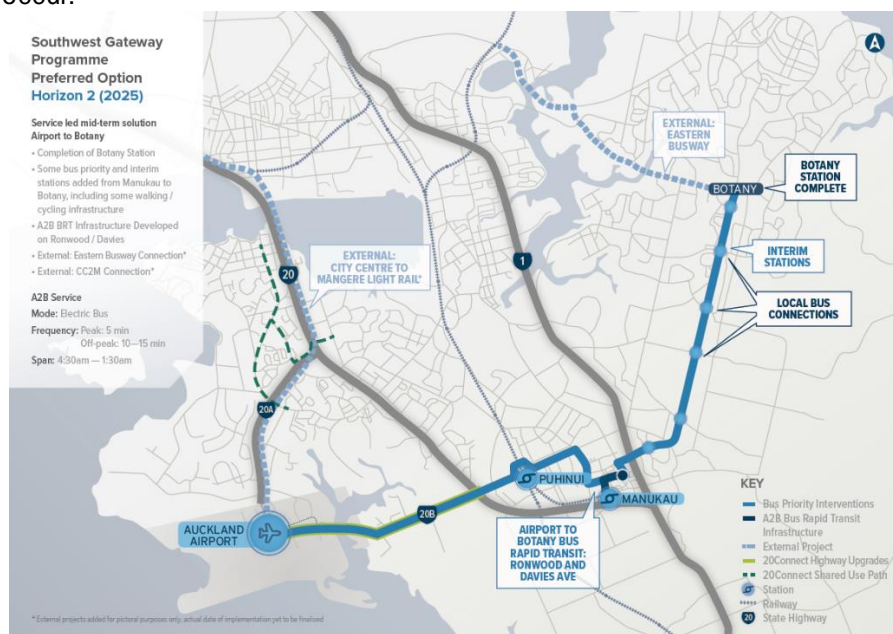 occur.
Southwest Gateway
Programme
Preferred Option
Horizon 2 (2025)
Service led mid-term solution
Airport to Botany
• Completion of Botany Station
• Some bus priority and interim
stations added from Manukau to
Botany, including some walking /
cycling infrastructure
• A2B BRT Infrastructure Developed
on Ronwood / Davies
• External: Eastern Busway Connection*
• External: CC2M Connection*
A2B Service
Mode: Electric Bus
Frequency: Peak: 5 min
Off-peak: 10—15 min
Span: 4:30am — 1:30am
A
EXTERNAL:
EASTERN
BUSWAY
BOTANY
BOTANY
STATION
COMPLETE
INTERIM
STATIONS
LOCAL BUS
CONNECTIONS
EXTERNAL:
CITY CENTRE TO
MĀNGERE LIGHT RAIL*
20
1
20A
20B
PUHINUI
MANUKAU
AUCKLAND
AIRPORT
AIRPORT TO
BOTANY BUS
RAPID TRANSIT:
RONWOOD AND
DAVIES AVE
KEY
Bus Priority Interventions
A2B Bus Rapid Transit
Infrastructure
External Project
20Connect Highway Upgrades
20Connect Shared Use Path
Station
Railway
20 State Highway
* External projects added for pictoral purposes only, actual date of implementation yet to be finalised